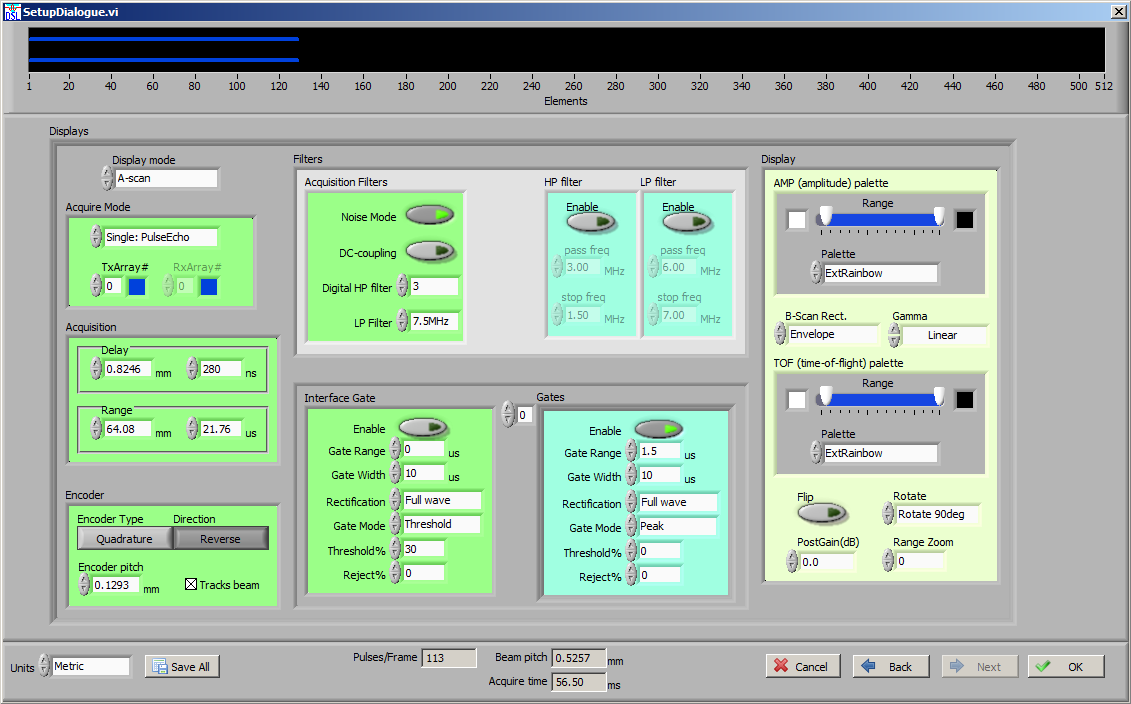 SetupDialogue.vi
1 20 40 60 80 100 120 140 160 180 200 220 240 260 280 300 320 340 360 380 400 420 440 460 480 500 512
Elements
Displays
Display mode
A-scan
Acquire Mode
Single: PulseEcho
TxArray# RxArray#
0 0
Acquisition
Delay
0.8246 mm 280 ns
Range
64.08 mm 21.76 us
Encoder
Encoder Type Direction
Quadrature Reverse
Encoder pitch
0.1293 mm Tracks beam
Filters
Acquisition Filters
Noise Mode
DC-coupling
Digital HP filter 3
LP Filter 7.5MHz
HP filter
Enable
pass freq
3.00 MHz
stop freq
1.50 MHz
LP filter
Enable
pass freq
6.00 MHz
stop freq
7.00 MHz
Interface Gate
Enable
Gate Range 0 us
Gate Width 10 us
Rectification Full wave
Gate Mode Threshold
Threshold% 30
Reject% 0
0
Gates
Enable
Gate Range 1.5 us
Gate Width 10 us
Rectification Full wave
Gate Mode Peak
Threshold% 0
Reject% 0
Display
AMP (amplitude) palette
Range
Palette
ExtRainbow
B-Scan Rect. Gamma
Envelope Linear
TOF (time-of-flight) palette
Range
Palette
ExtRainbow
Flip Rotate
Rotate 90deg
PostGain(dB) Range Zoom
0.0 0
Units Metric
Save All
Pulses/Frame 113
Beam pitch 0.5257 mm
Acquire time 56.50 ms
Cancel Back Next OK